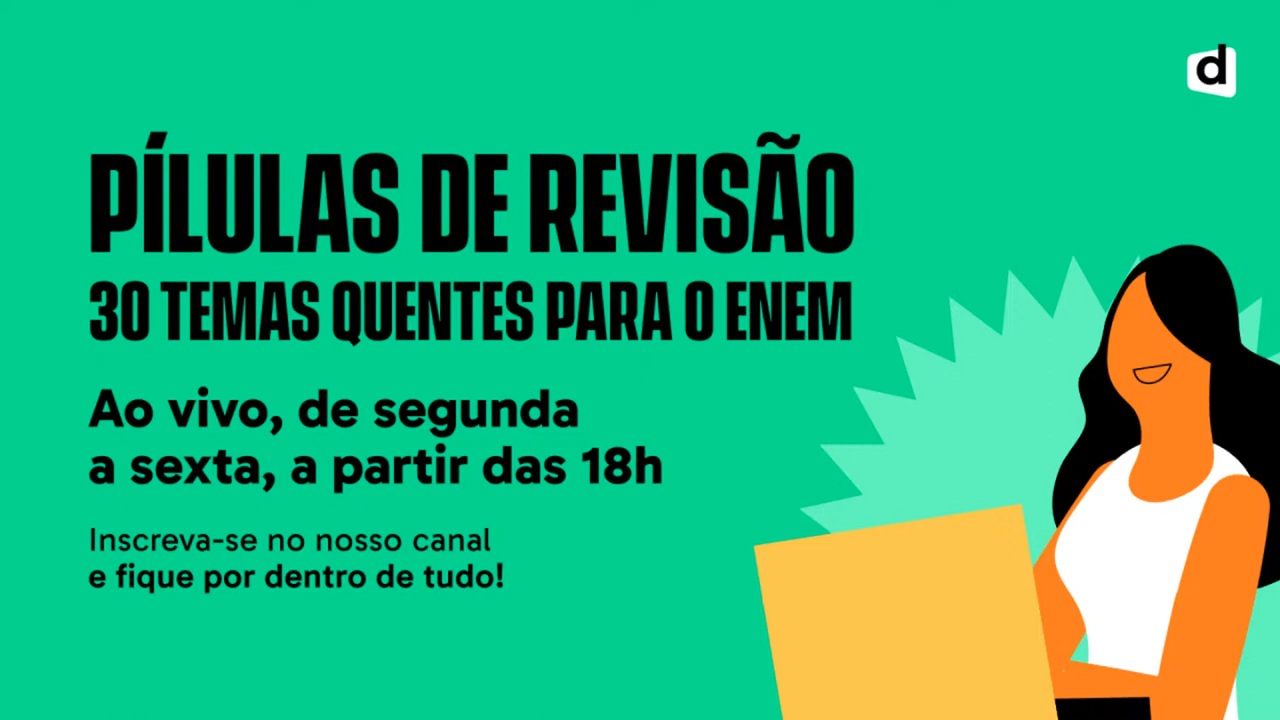 d
PÍLULAS DE REVISÃO
30 TEMAS QUENTES PARA O ENEM
Ao vivo, de segunda
a sexta, a partir das 18h
Inscreva-se no nosso canal
e fique por dentro de tudo!